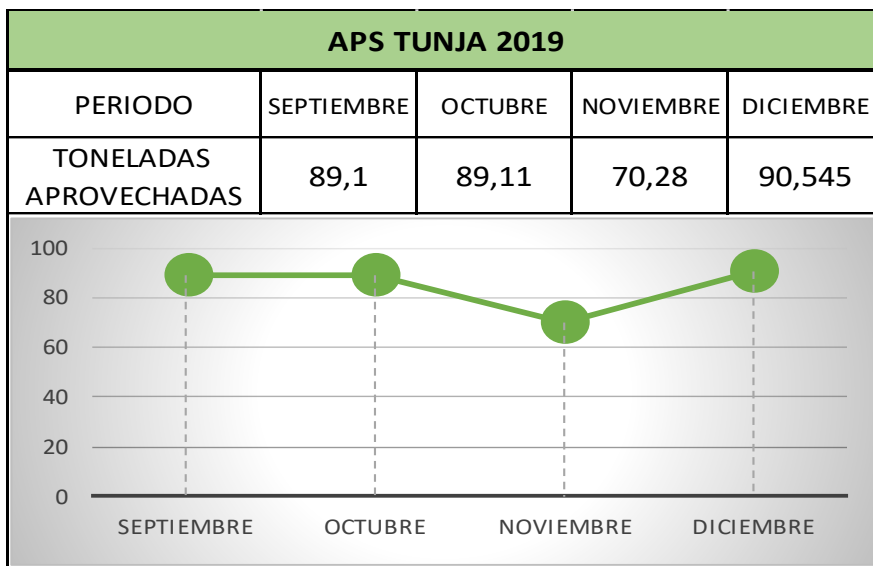 APS TUNJA 2019
PERIODO SEPTIEMBRE OCTUBRE NOVIEMBRE DICIEMBRE
TONELADAS
APROVECHADAS 89,1 89,11 70,28 90,545
100
80
60
40
20
0
SEPTIEMBRE OCTUBRE NOVIEMBRE DICIEMBRE